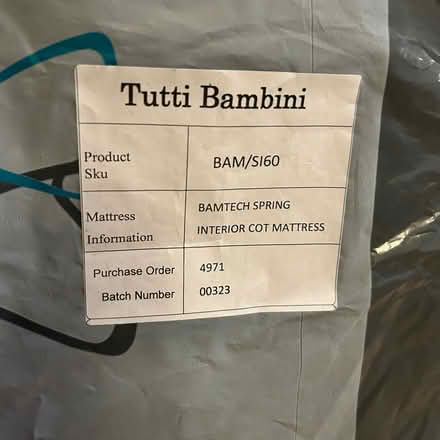 Tutti Bambini
Product Sku
BAM/SI60
Mattress Information
BAMTECH SPRING
INTERIOR COT MATTRESS
Purchase Order
4971
Batch Number
00323